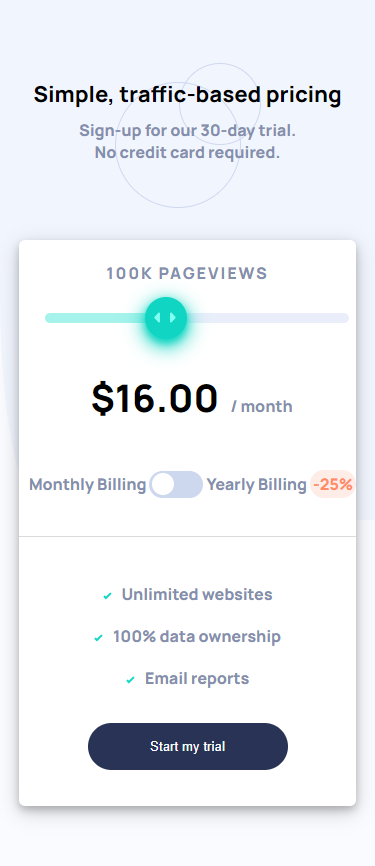 Simple, traffic-based pricing
Sign-up for our 30-day trial.
No credit card required.
100K PAGEVIEWS
$16.00 / month
Monthly Billing Yearly Billing -25%
Unlimited websites
100% data ownership
Email reports
Start my trial